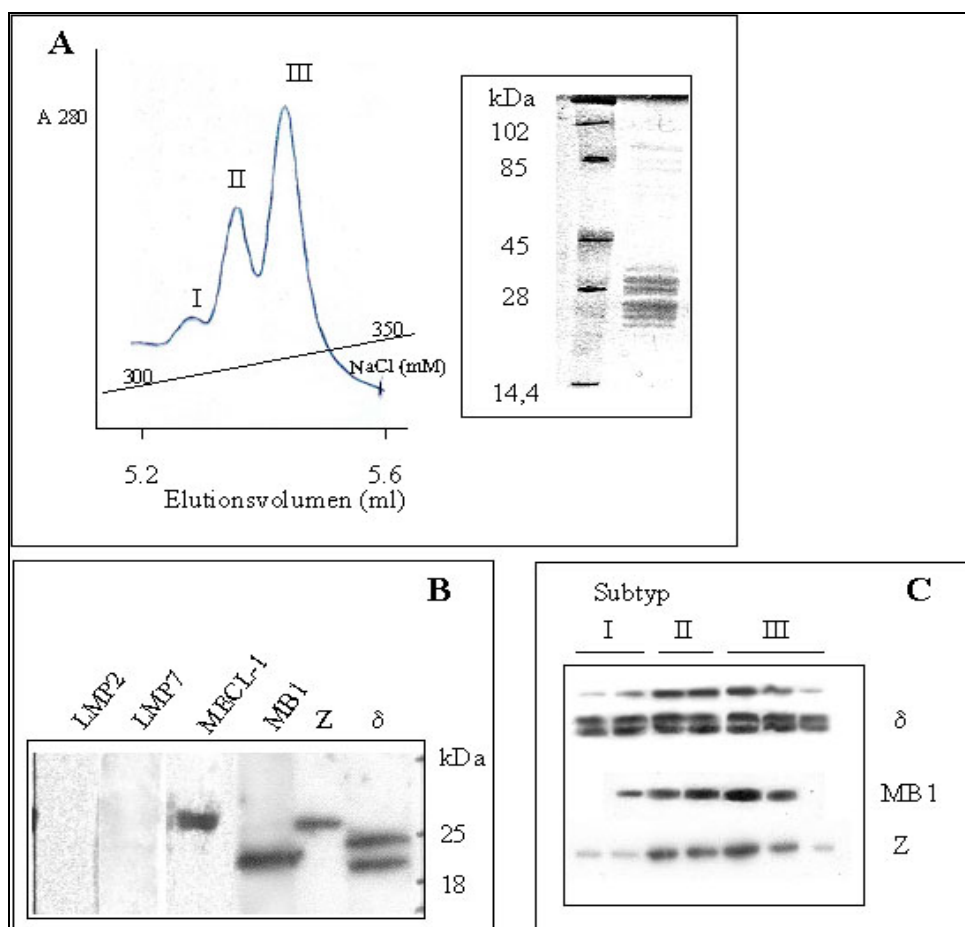 A
A 280
I
II
III
300
350
NaCl (mM)
5.2
5.6
Elutionsvolumen (ml)
kDa
102
85
45
28
14,4
B
LMP2
LMP7
MECL-1
MB1
Z
δ
kDa
25
18
C
Subtyp
I
II
III
δ
MB1
Z